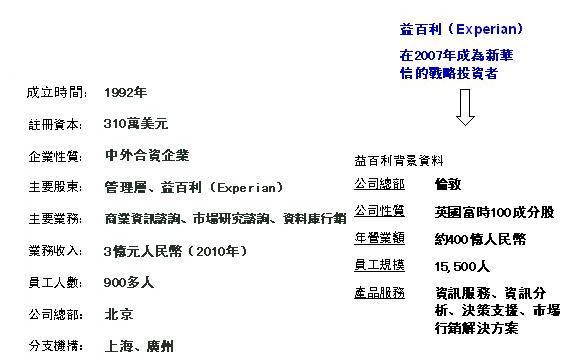 益百利（Experian）
在2007年成為新華
信的戰略投資者
成立時間： 1992年
註冊資本： 310萬美元
企業性質： 中外合資企業
主要股東： 管理層、益百利（Experian）
主要業務： 商業資訊諮詢、市場研究諮詢、資料庫行銷
業務收入： 3億元人民幣（2010年）
員工人數： 900多人
公司總部： 北京
分支機構： 上海、廣州
益百利背景資料
公司總部 倫敦
公司性質 英國富時100成分股
年營業額 約400億人民幣
員工規模 15,500人
產品服務 資訊服務、資訊分
析、決策支援、市場
行銷解決方案